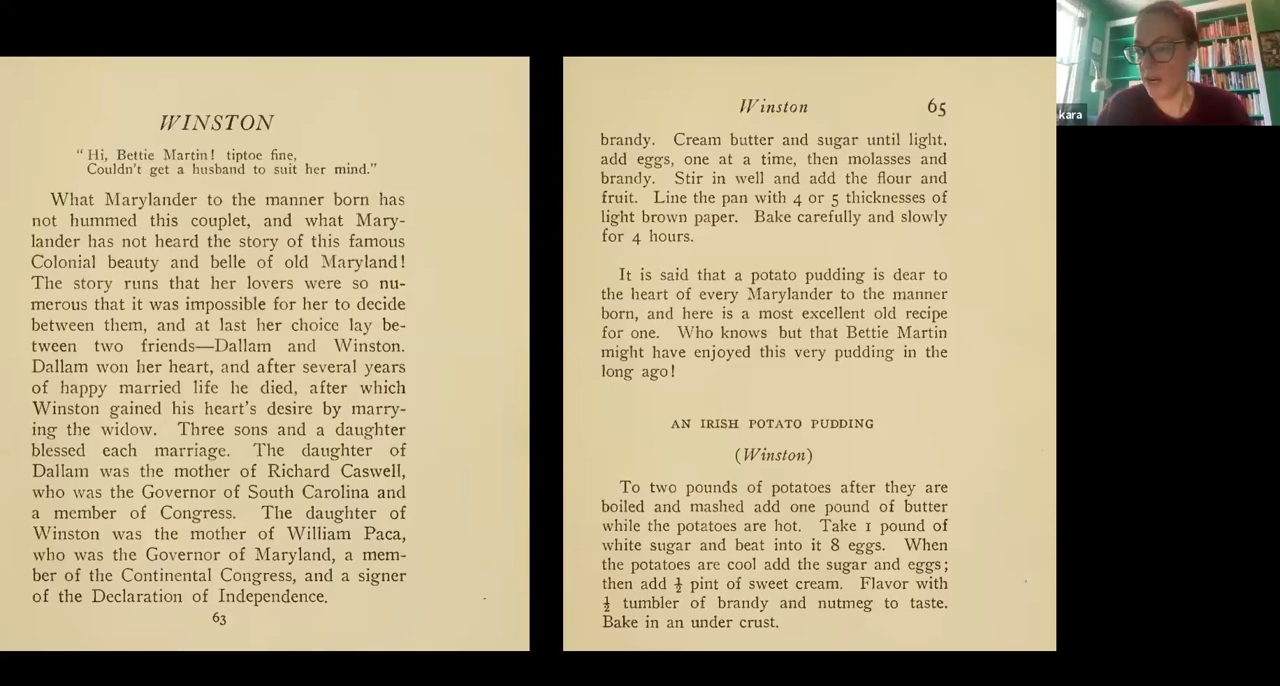 WINSTON
" Hi, Bettie Martin! tiptoe fine,
Couldn't get a husband to suit her mind."
What Marylander to the manner born has
not hummed this couplet, and what Mary-
lander has not heard the story of this famous
Colonial beauty and belle of old Maryland!
The story runs that her lovers were so nu-
merous that it was impossible for her to decide
between them, and at last her choice lay be-
tween two friends—Dallam and Winston.
Dallam won her heart, and after several years
of happy married life he died, after which
Winston gained his heart's desire by marry-
ing the widow. Three sons and a daughter
blessed each marriage. The daughter of
Dallam was the mother of Richard Caswell,
who was the Governor of South Carolina and
a member of Congress. The daughter of
Winston was the mother of William Paca,
who was the Governor of Maryland, a mem-
ber of the Continental Congress, and a signer
of the Declaration of Independence.
63
Winston 65
brandy. Cream butter and sugar until light,
add eggs, one at a time, then molasses and
brandy. Stir in well and add the flour and
fruit. Line the pan with 4 or 5 thicknesses of
light brown paper. Bake carefully and slowly
for 4 hours.
It is said that a potato pudding is dear to
the heart of every Marylander to the manner
born, and here is a most excellent old recipe
for one. Who knows but that Bettie Martin
might have enjoyed this very pudding in the
long ago!
AN IRISH POTATO PUDDING
(Winston)
To two pounds of potatoes after they are
boiled and mashed add one pound of butter
while the potatoes are hot. Take 1 pound of
white sugar and beat into it 8 eggs. When
the potatoes are cool add the sugar and eggs;
then add ½ pint of sweet cream. Flavor with
½ tumbler of brandy and nutmeg to taste.
Bake in an under crust.
kara